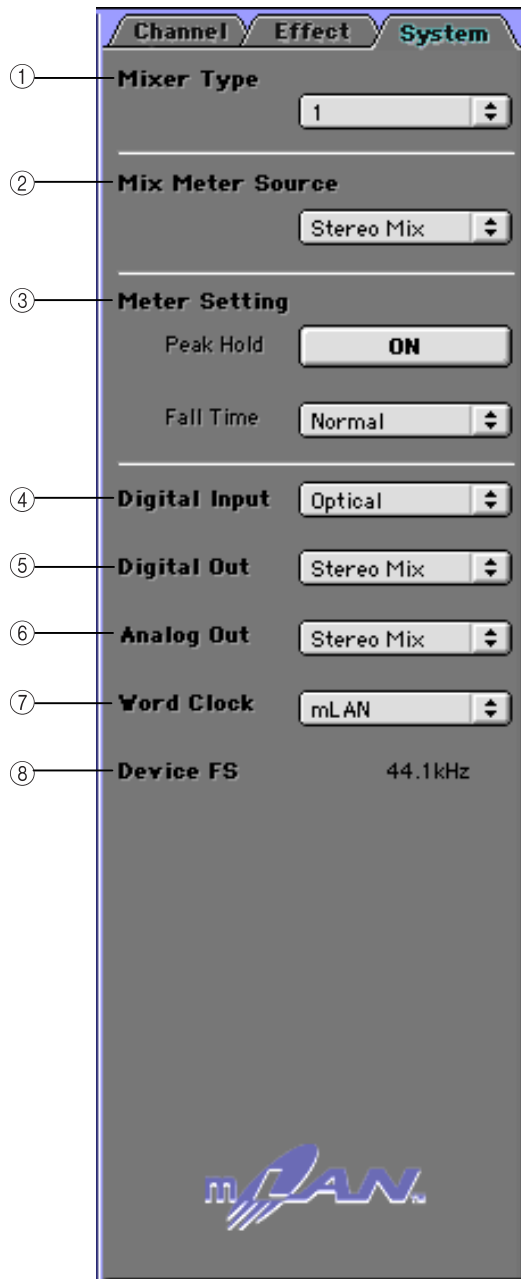 Channel Effect System
① Mixer Type
1
② Mix Meter Source
Stereo Mix
③ Meter Setting
Peak Hold ON
Fall Time Normal
④ Digital Input Optical
⑤ Digital Out Stereo Mix
⑥ Analog Out Stereo Mix
⑦ Word Clock mLAN
⑧ Device FS 44.1kHz
mLAN™